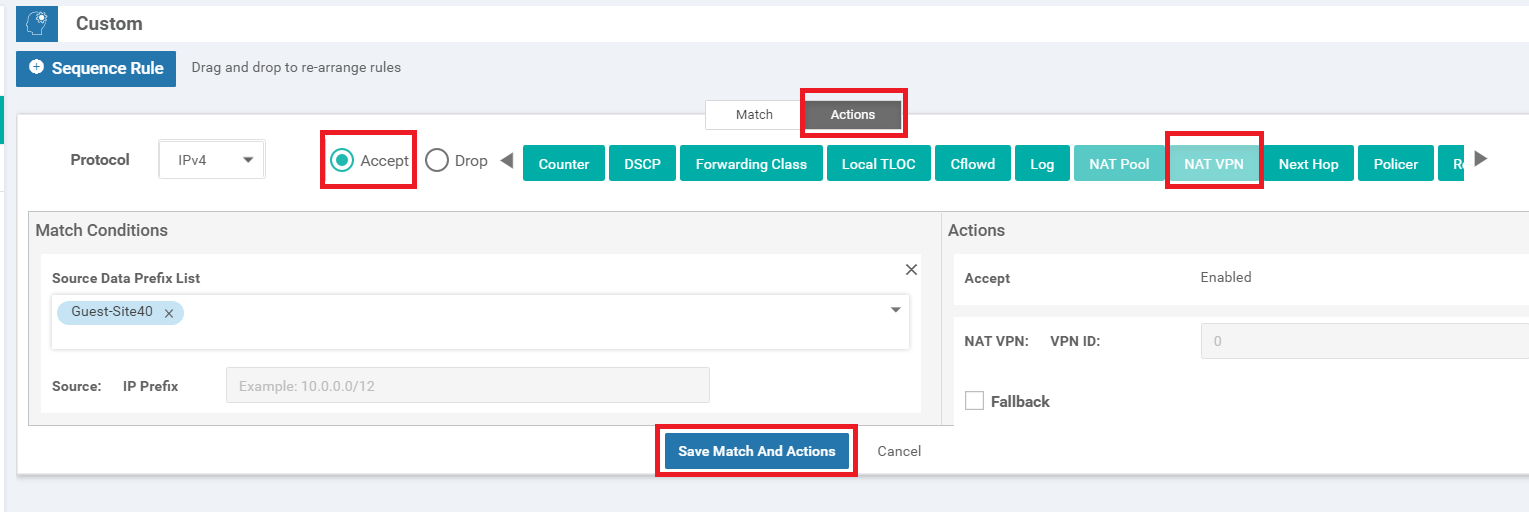 Custom
Sequence Rule
Drag and drop to re-arrange rules
Match
Actions
Protocol
IPv4
Accept
Drop
Counter
DSCP
Forwarding Class
Local TLOC
Cflowd
Log
NAT Pool
NAT VPN
Next Hop
Policer
Match Conditions
Source Data Prefix List
Guest-Site40
Source: IP Prefix
Example: 10.0.0.0/12
Actions
Accept
Enabled
NAT VPN: VPN ID:
0
Fallback
Save Match And Actions
Cancel